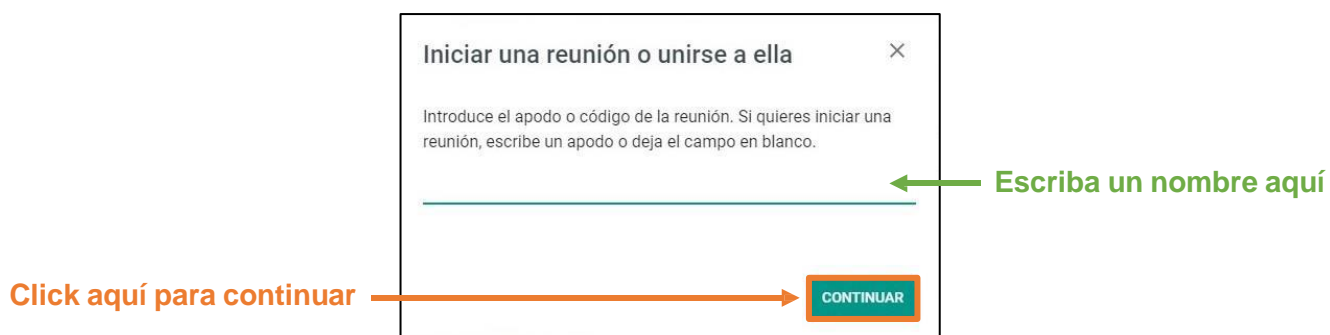 Iniciar una reunión o unirse a ella
Introduce el apodo o código de la reunión. Si quieres iniciar una
reunión, escribe un apodo o deja el campo en blanco.
Escriba un nombre aquí
Click aquí para continuar
CONTINUAR